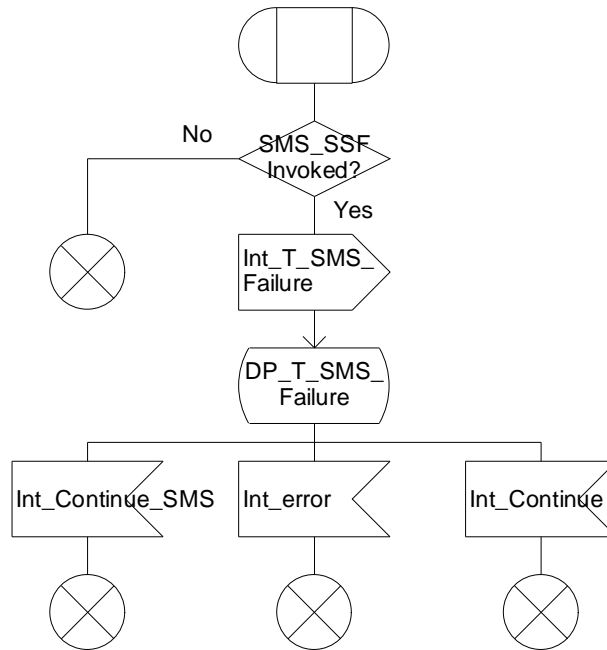 No
SMS_SSF
Invoked?
Yes
Int_T_SMS_
Failure
DP_T_SMS_
Failure
Int_Continue_SMS
Int_error
Int_Continue